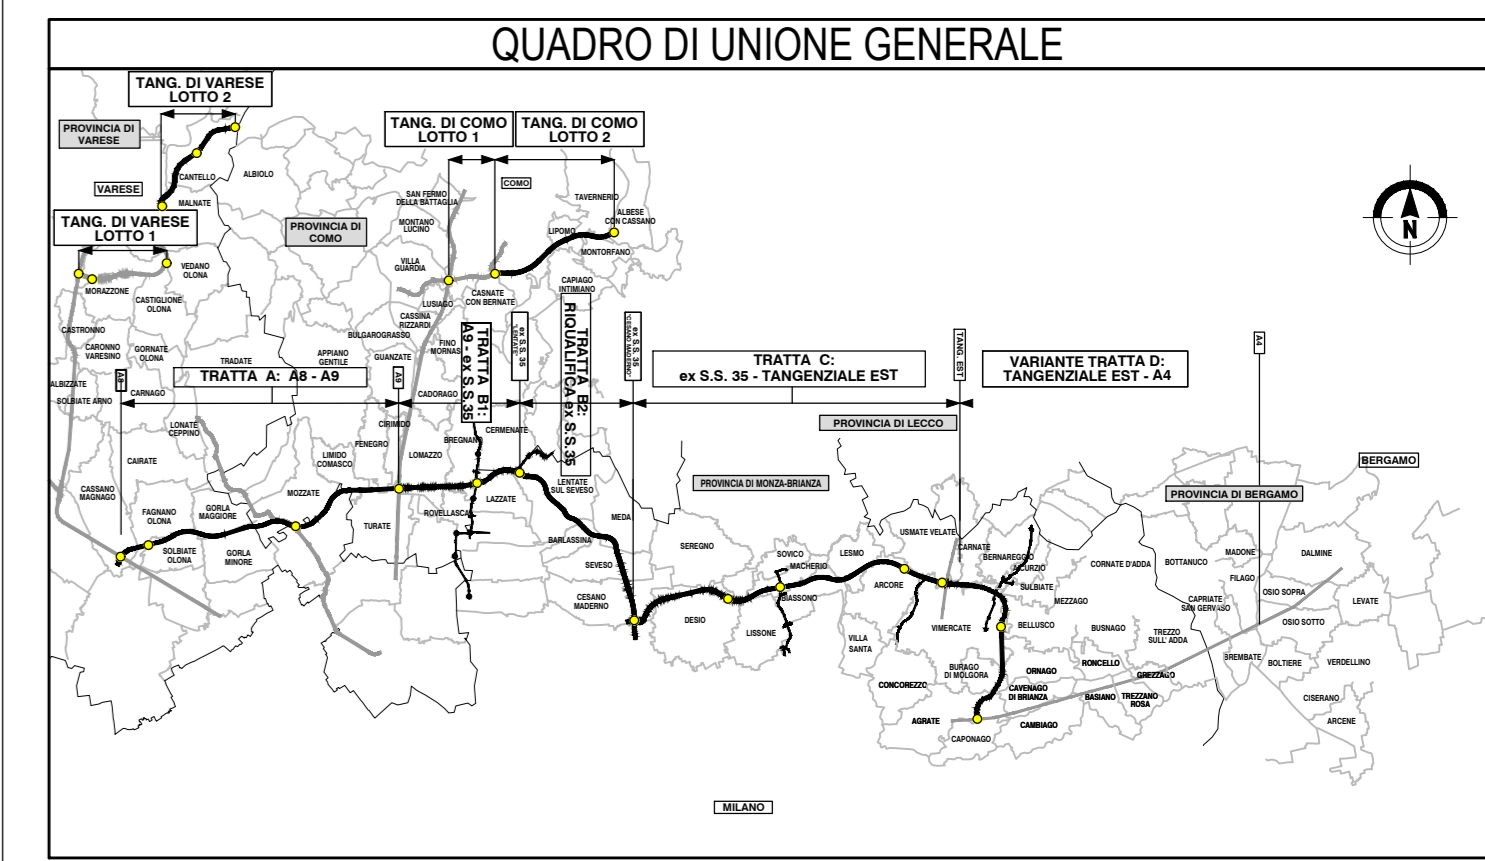 QUADRO DI UNIONE GENERALE
TANG. DI VARESE
LOTTO 2
PROVINCIA DI
VARESE
VARESE
CANTELLO
ALBIOLO
MALNATE
TANG. DI VARESE
LOTTO 1
VEDANO
OLONA
MORAZZONE
CASTIGLIONE
OLONA
PROVINCIA DI
COMO
TANG. DI COMO
LOTTO 1
TANG. DI COMO
LOTTO 2
COMO
SAN FERMO
DELLA BATTAGLIA
MONTANO
LUCINO
VILLA
GUARDIA
TAVERNERIO
ALBESE
CON CASSANO
LIPOMO
MONTORFANO
CAPIAGO
INTIMIANO
LUSIAGO
CASNATE
CON BERNATE
CASSINA
RIZZARDI
BULGAROGRASSO
FINO
MORNAS
N
CASTRONNO
CARONNO
VARESINO
GORNATE
OLONA
TRADATE
APPIANO
GENTILE
GUANZATE
ALBIZZATE
SOLBIATE ARNO
CARNAGO
A8
TRATTA A: A8 - A9
A9
CADORAGO
TRATTA B1:
A9 - ex S.S.35
ex S.S. 35
"LENTATE"
TRATTA B2:
RIQUALIFICA ex S.S.35
ex S.S. 35
"CESANO MADERNO"
TRATTA C:
ex S.S. 35 - TANGENZIALE EST
TANG. EST
VARIANTE TRATTA D:
TANGENZIALE EST - A4
A4
LONATE
CEPPINO
CIRIMIDO
FENEGRO
LIMIDO
COMASCO
LOMAZZO
BREGNANO
CERMENATE
PROVINCIA DI LECCO
BERGAMO
CAIRATE
CASSANO
MAGNAGO
MOZZATE
FAGNANO
OLONA
GORLA
MAGGIORE
SOLBIATE
OLONA
GORLA
MINORE
TURATE
ROVELLASCA
LAZZATE
LENTATE
SUL SEVESO
MEDA
BARLASSINA
SEVESO
CESANO
MADERNO
PROVINCIA DI MONZA-BRIANZA
PROVINCIA DI BERGAMO
SEREGNO
SOVICO
MACHERIO
LESMO
BIASSONO
DESIO
LISSONE
VILLA
SANTA
ARCORE
USMATE VELATE
CARNATE
BERNAREGGIO
AICURZIO
SULBIATE
MEZZAGO
CORNATE D'ADDA
BOTTANUCO
MADONE
DALMINE
FILAGO
CAPRIATE
SAN GERVASO
OSIO SOPRA
LEVATE
OSIO SOTTO
VIMERCATE
BELLUSCO
BUSNAGO
TREZZO
SULL' ADDA
BREMBATE
BOLTIERE
VERDELLINO
BURAGO
DI MOLGORA
ORNAGO
RONCELLO
GREZZAGO
CONCOREZZO
CAVENAGO
DI BRIANZA
BASIANO
TREZZANO
ROSA
CISERANO
ARCENE
AGRATE
CAMBIAGO
CAPONAGO
MILANO